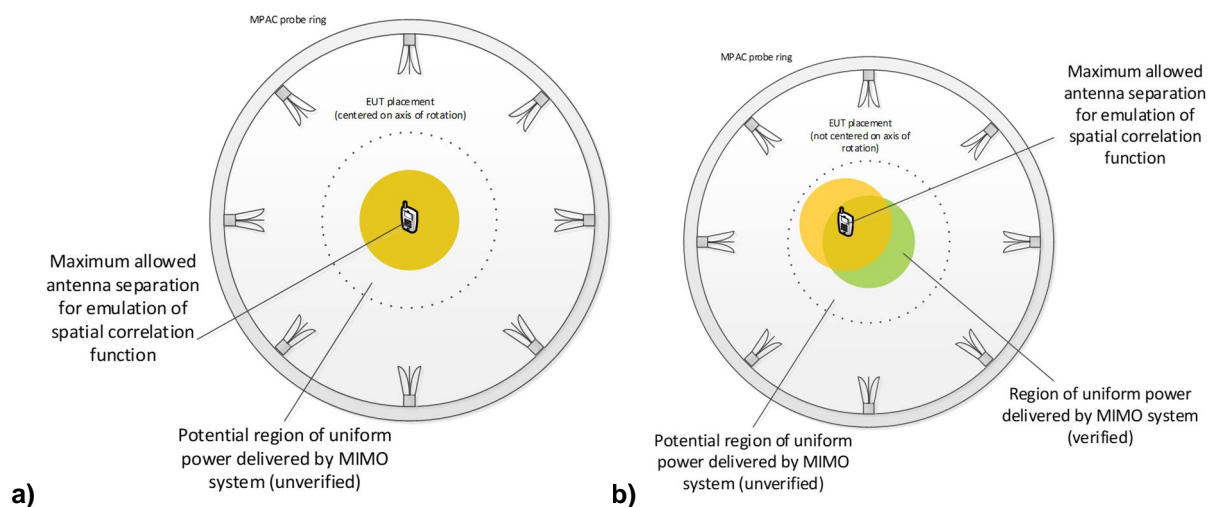 MPAC probe ring
EUT placement
(centered on axis of rotation)
Maximum allowed
antenna separation
for emulation of
spatial correlation
function
Potential region of uniform
power delivered by MIMO
system (unverified)
a)
MPAC probe ring
EUT placement
(not centered on axis of
rotation)
Maximum allowed
antenna separation
for emulation of
spatial correlation
function
Region of uniform power
delivered by MIMO system
(verified)
Potential region of uniform
power delivered by MIMO
system (unverified)
b)